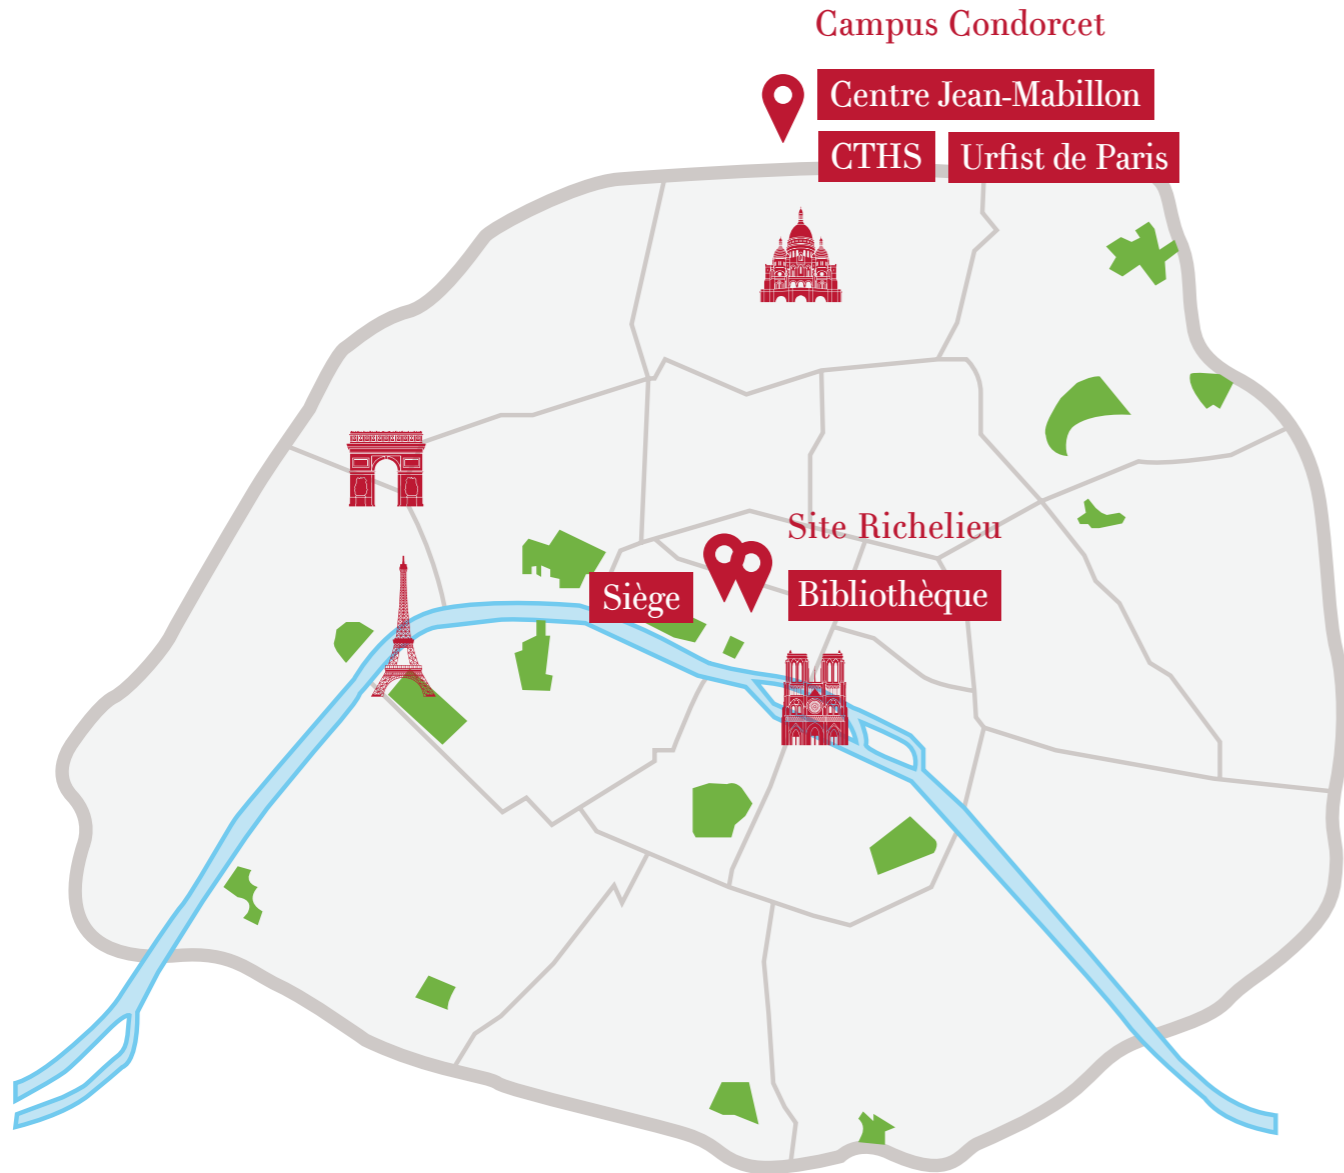 Campus Condorcet
Centre Jean-Mabillon
CTHS
Urfist de Paris
Site Richelieu
Siège
Bibliothèque